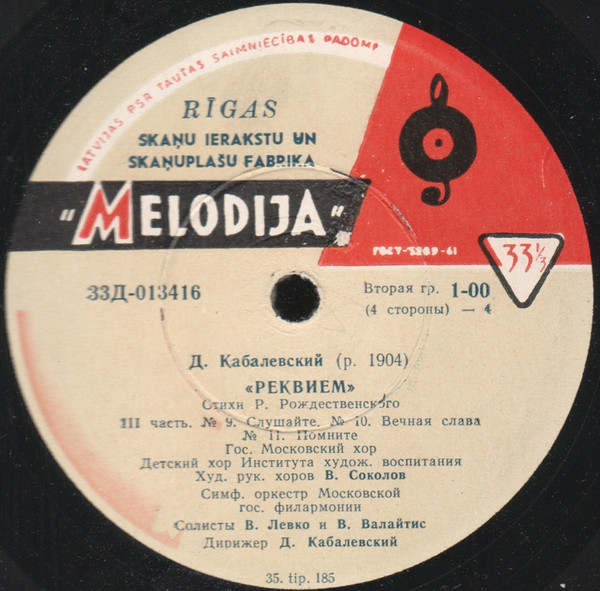 LATVIJAS PSR TAUTAS SAIMNIECĪBAS PADOME
RĪGAS
SKAŅU IERAKSTU UN
SKAŅUPLAŠU FABRIKA
"MELODIJA"
ГОСТ-5289-61
33⅓
33Д-013416
Вторая гр. 1-00
(4 стороны) — 4
Д. Кабалевский (р. 1904)
«РЕКВИЕМ»
Стихи Р. Рождественского
III часть. № 9. Слушайте. № 10. Вечная слава
№ 11. Помните
Гос. Московский хор
Детский хор Института худож. воспитания
Худ. рук. хоров В. Соколов
Симф. оркестр Московской
гос. филармонии
Солисты В. Левко и В. Валайтис
Дирижер Д. Кабалевский
35. tip. 185